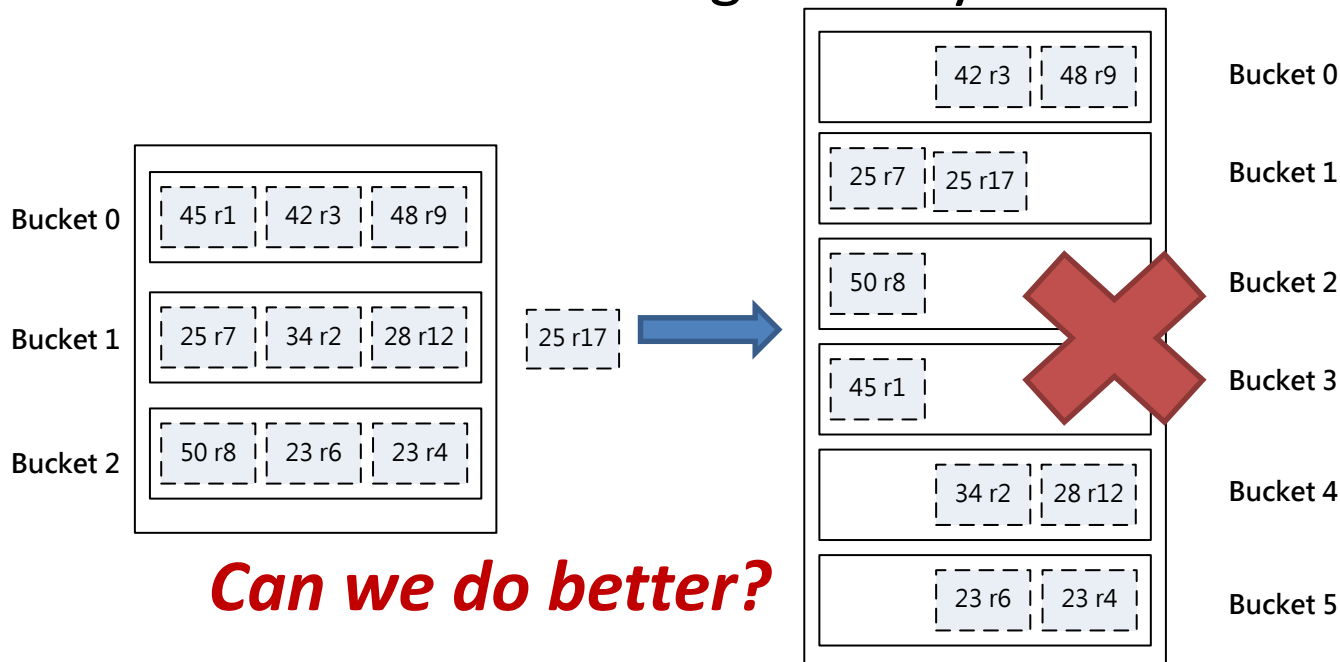 Bucket 0
45 r1 42 r3 48 r9
Bucket 1
25 r7 34 r2 28 r12
25 r17
Bucket 2
50 r8 23 r6 23 r4
Can we do better?
42 r3 48 r9
Bucket 0
25 r7 25 r17
Bucket 1
50 r8
Bucket 2
45 r1
Bucket 3
34 r2 28 r12
Bucket 4
23 r6 23 r4
Bucket 5